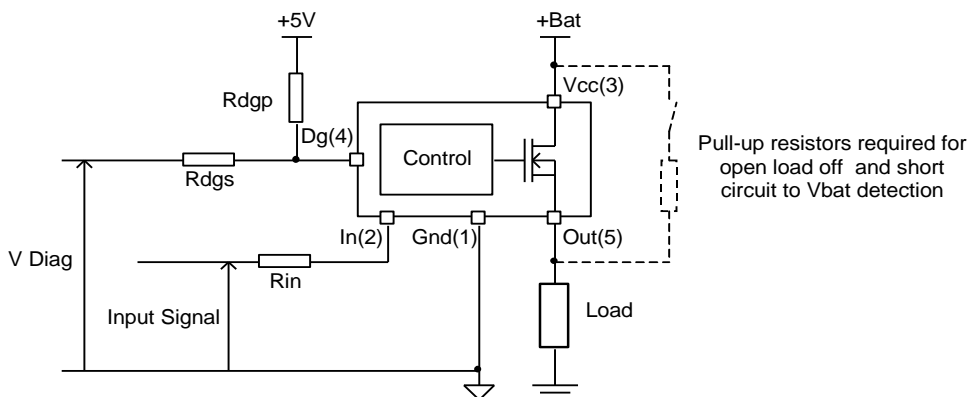 +5V
+Bat
Rdgp
Vcc(3)
Dg(4)
Control
Pull-up resistors required for
open load off and short
circuit to Vbat detection
Rdgs
In(2)
Gnd(1)
Out(5)
V Diag
Rin
Input Signal
Load